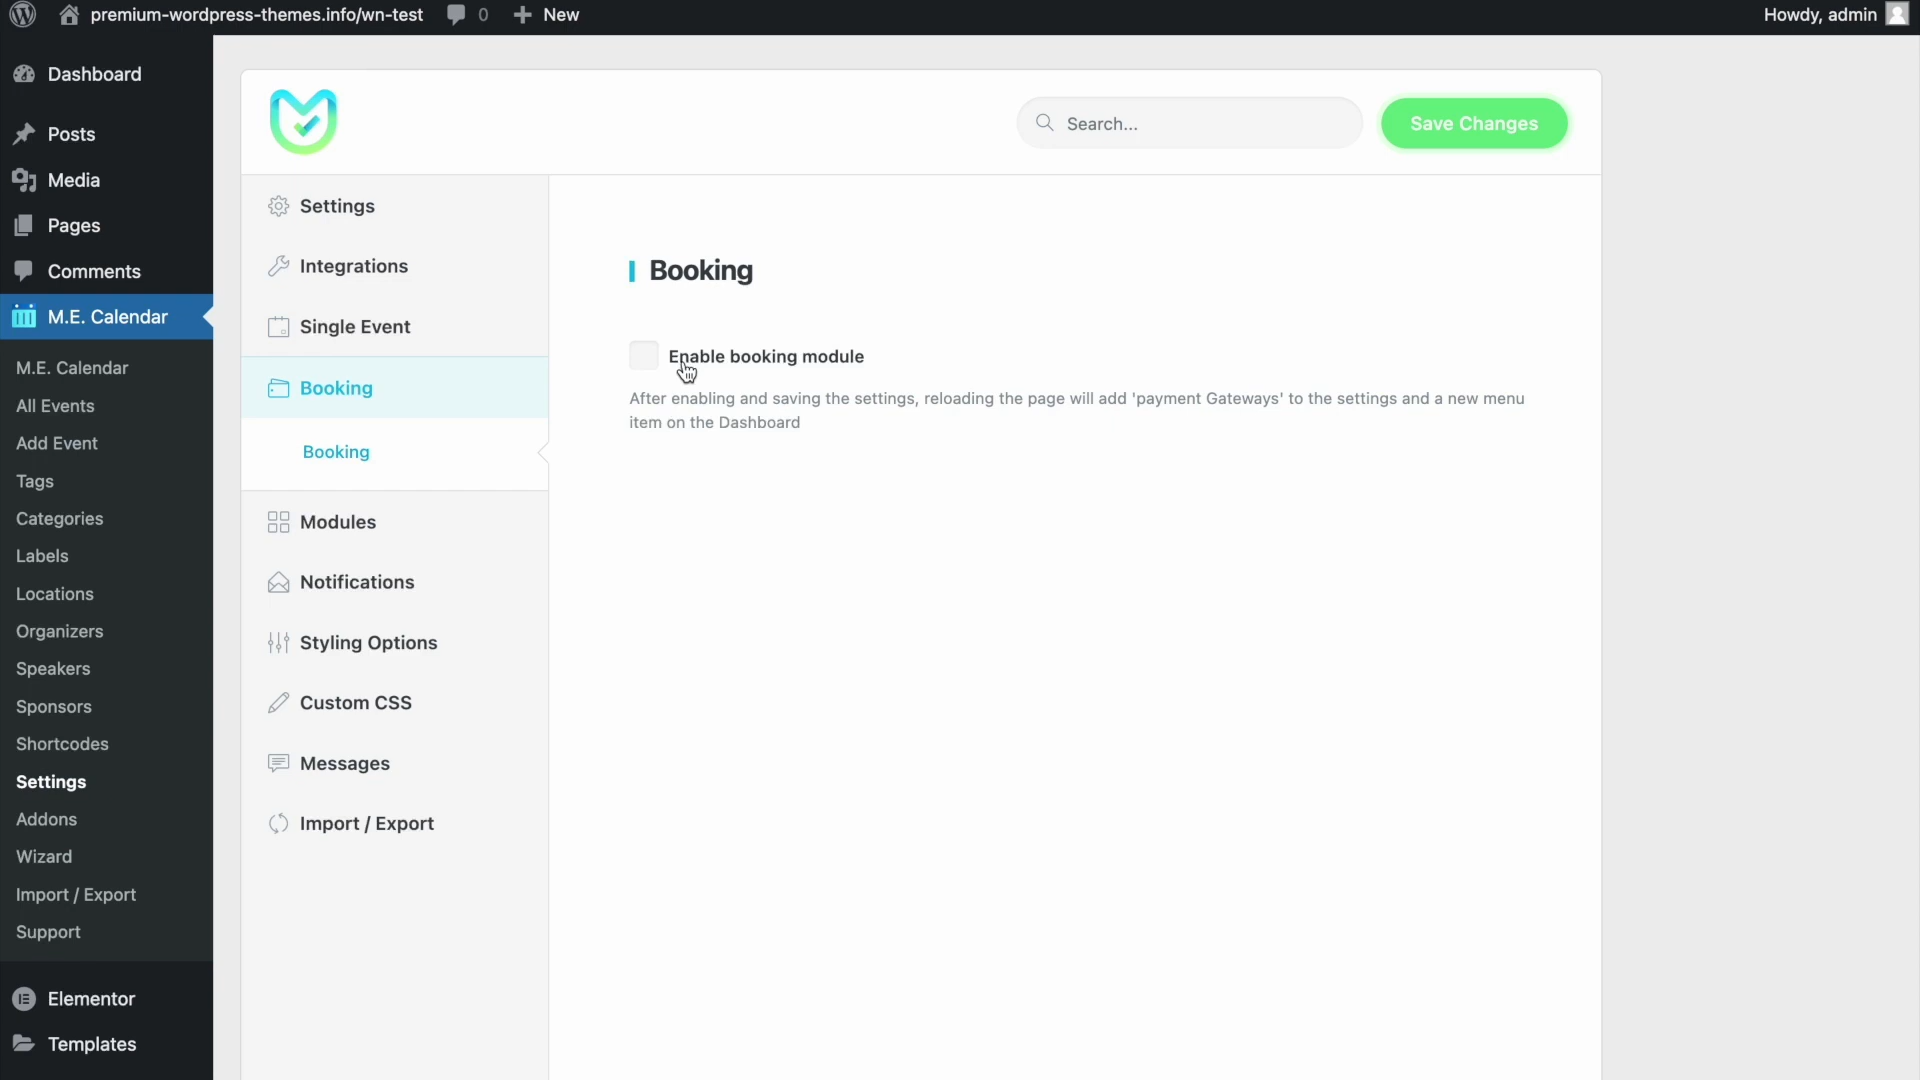 premium-wordpress-themes.info/wn-test 0 New Howdy, admin
Dashboard
Posts
Media
Pages
Comments
M.E. Calendar
M.E. Calendar
All Events
Add Event
Tags
Categories
Labels
Locations
Organizers
Speakers
Sponsors
Shortcodes
Settings
Addons
Wizard
Import / Export
Support
Elementor
Templates
Search...
Save Changes
Settings
Integrations
Single Event
Booking
Booking
Modules
Notifications
Styling Options
Custom CSS
Messages
Import / Export
Booking
Enable booking module
After enabling and saving the settings, reloading the page will add 'payment Gateways' to the settings and a new menu
item on the Dashboard